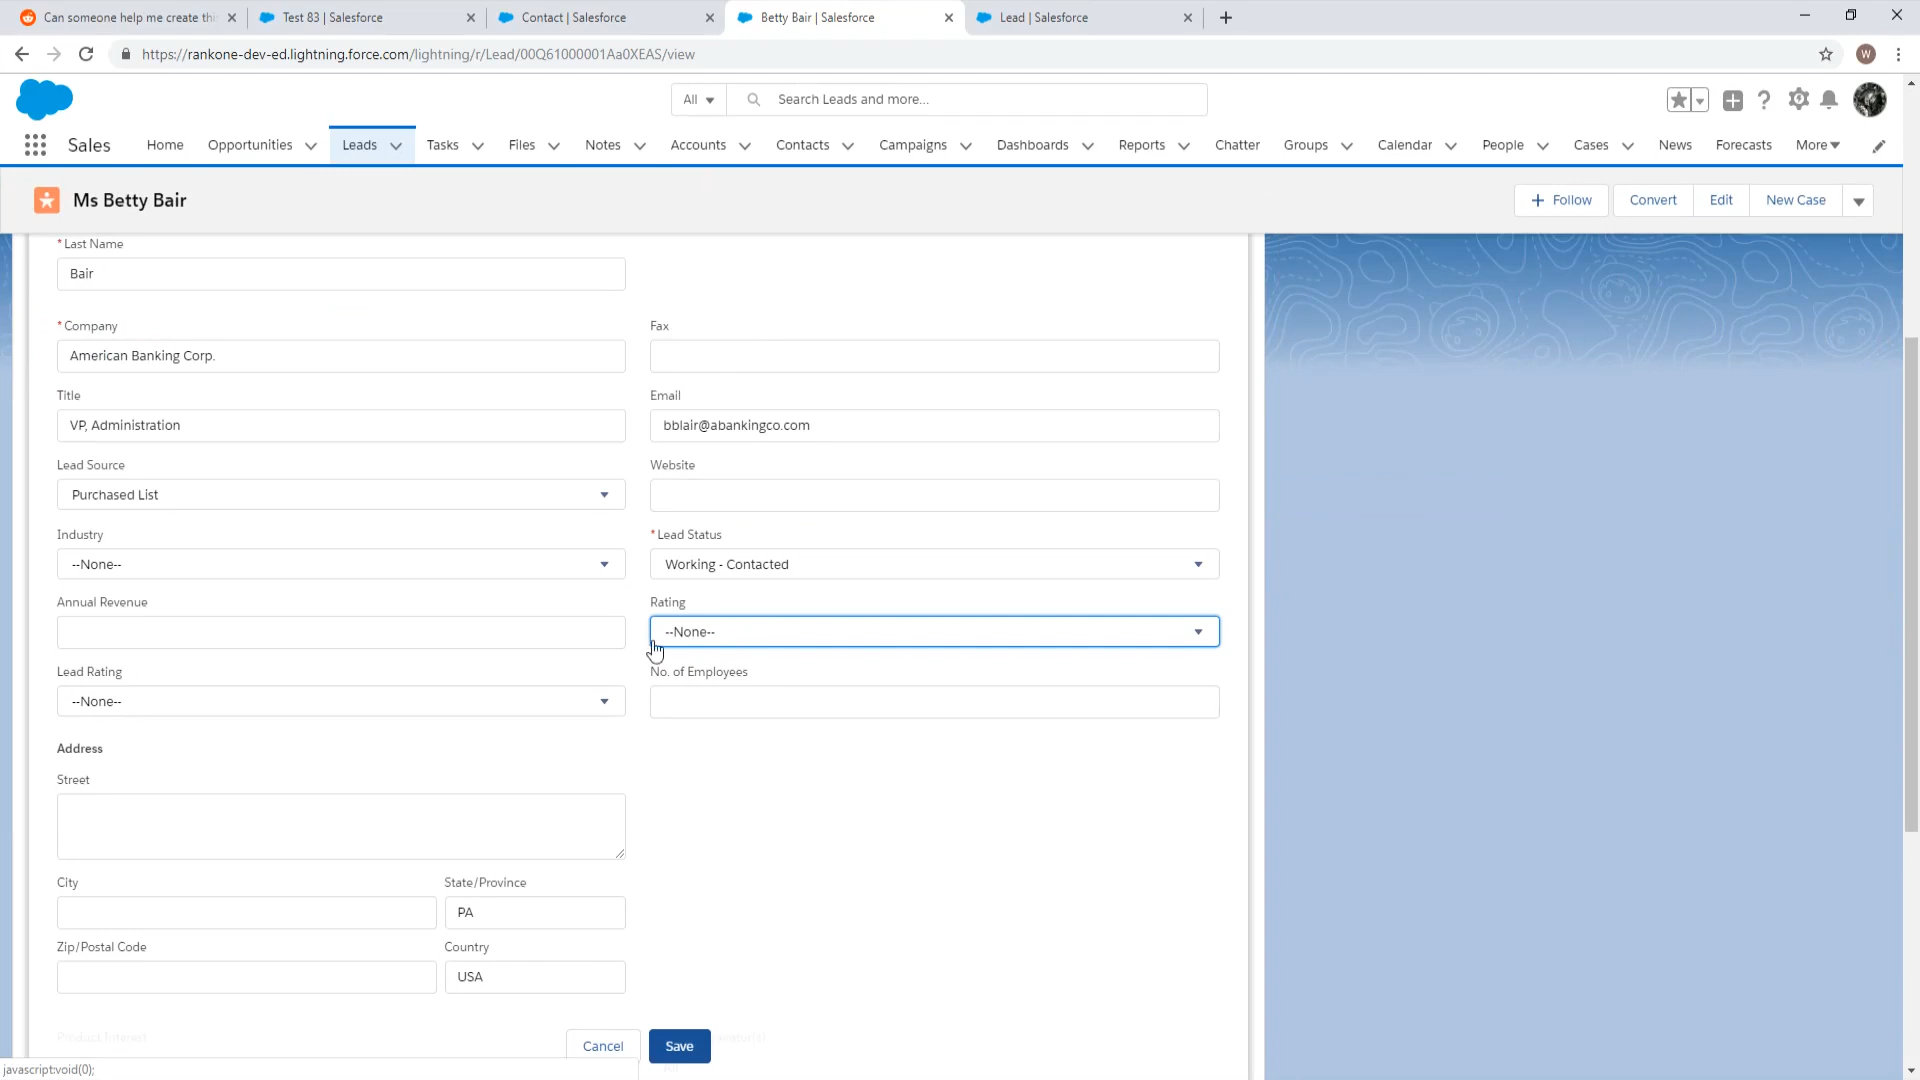 Can someone help me create thi
Test 83 | Salesforce
Contact | Salesforce
Betty Bair | Salesforce
Lead | Salesforce
https://rankone-dev-ed.lightning.force.com/lightning/r/Lead/00Q61000001Aa0XEAS/view
W
All
Search Leads and more...
Sales
Home
Opportunities
Leads
Tasks
Files
Notes
Accounts
Contacts
Campaigns
Dashboards
Reports
Chatter
Groups
Calendar
People
Cases
News
Forecasts
More
Ms Betty Bair
+ Follow
Convert
Edit
New Case
* Last Name
Bair
* Company
Fax
American Banking Corp.
Title
Email
VP, Administration
bblair@abankingco.com
Lead Source
Website
Purchased List
Industry
* Lead Status
--None--
Working - Contacted
Annual Revenue
Rating
--None--
Lead Rating
No. of Employees
--None--
Address
Street
City
State/Province
PA
Zip/Postal Code
Country
USA
Product Interest
Cancel
Save
javascript:void(0);